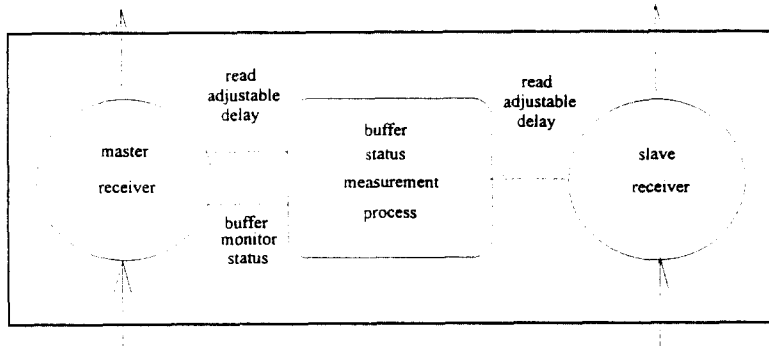 read
adjustable
delay
read
adjustable
delay
master
receiver
buffer
status
measurement
process
slave
receiver
buffer
monitor
status